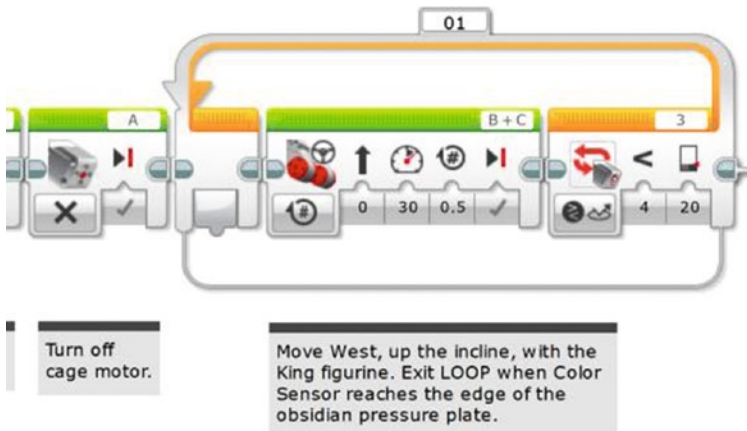 01
A
B + C
3
0 30 0.5 4 20
Turn off
cage motor.
Move West, up the incline, with the
King figurine. Exit LOOP when Color
Sensor reaches the edge of the
obsidian pressure plate.